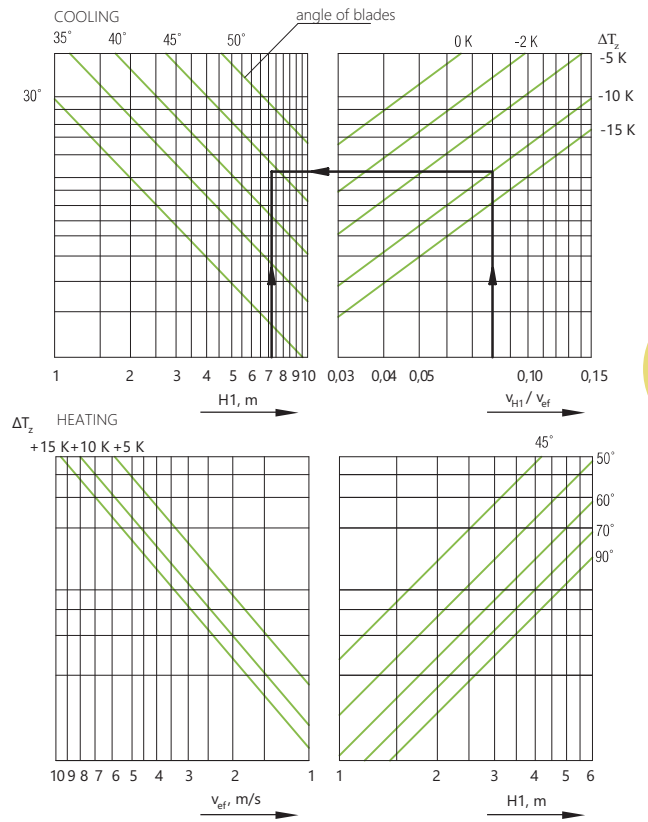 COOLING
angle of blades
35° 40° 45° 50°
0 K -2 K ΔTz
-5 K
30°
-10 K
-15 K
1 2 3 4 5 6 7 8 9 10
0,03 0,04 0,05 0,10 0,15
H1, m
vH1 / vef
ΔTz HEATING
+15 K +10 K +5 K
45°
50°
60°
70°
90°
10 9 8 7 6 5 4 3 2 1
1 2 3 4 5 6
vef, m/s
H1, m